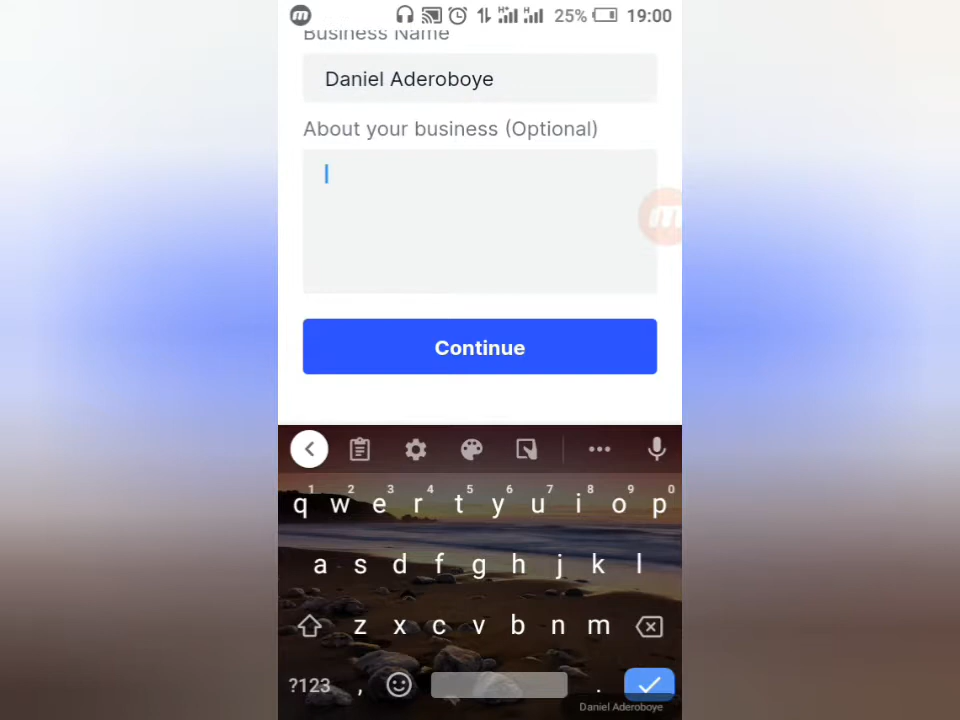 25% 19:00
Business Name
Daniel Aderoboye
About your business (Optional)
Continue
1 2 3 4 5 6 7 8 9 0
q w e r t y u i o p
a s d f g h j k l
z x c v b n m
?123 , .
Daniel Aderoboye